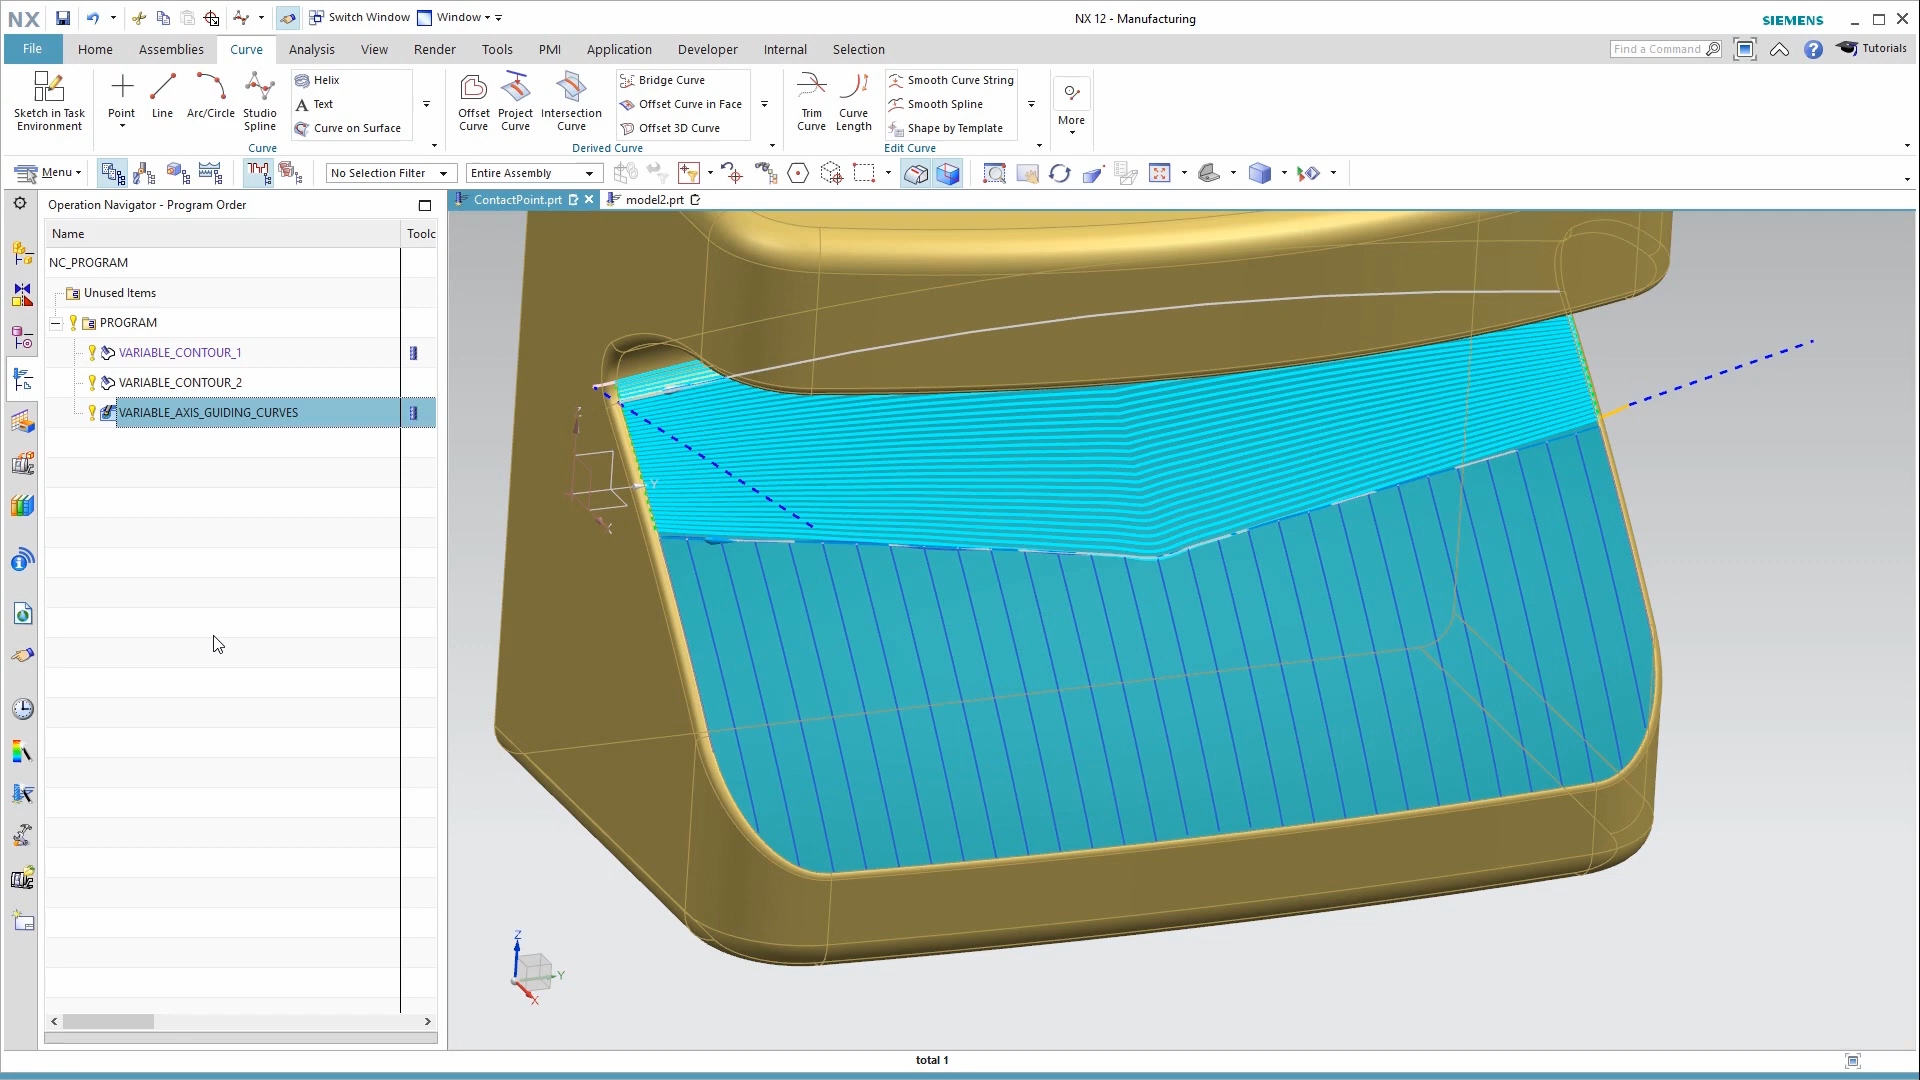 NX
Switch Window
Window
NX 12 - Manufacturing
SIEMENS
File
Home
Assemblies
Curve
Analysis
View
Render
Tools
PMI
Application
Developer
Internal
Selection
Find a Command
Tutorials
Sketch in Task Environment
Point
Line
Arc/Circle
Studio Spline
Helix
Text
Curve on Surface
Offset Curve
Project Curve
Intersection Curve
Bridge Curve
Offset Curve in Face
Offset 3D Curve
Trim Curve
Curve Length
Smooth Curve String
Smooth Spline
Shape by Template
More
Curve
Derived Curve
Edit Curve
Menu
No Selection Filter
Entire Assembly
Operation Navigator - Program Order
ContactPoint.prt
model2.prt
Name
Toolc
NC_PROGRAM
Unused Items
PROGRAM
VARIABLE_CONTOUR_1
VARIABLE_CONTOUR_2
VARIABLE_AXIS_GUIDING_CURVES
Z
Y
X
Z
Y
X
total 1